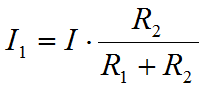 I₁ = I · R₂ / (R₁ + R₂)